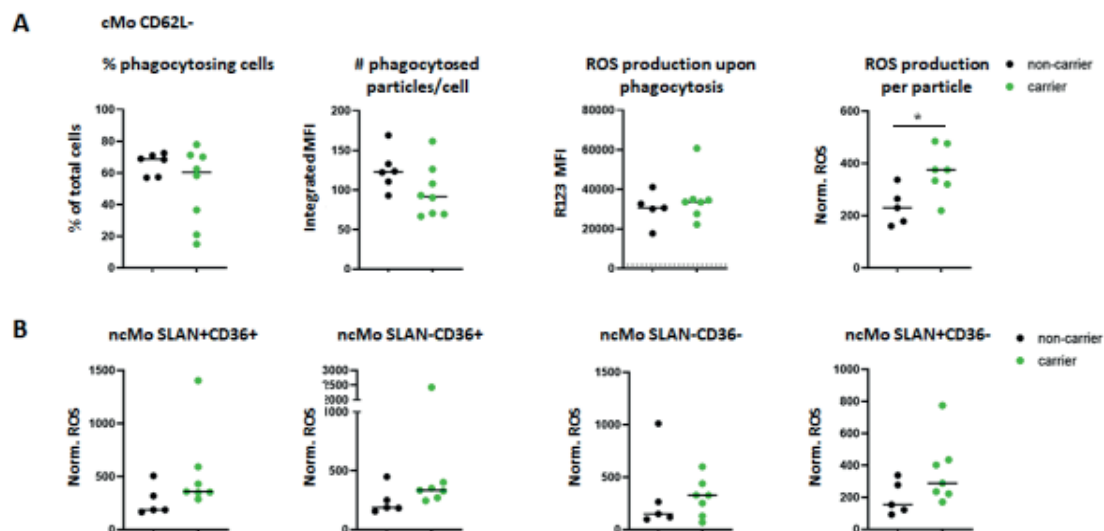 A
cMo CD62L-
% phagocytosing cells
# phagocytosed
particles/cell
ROS production upon
phagocytosis
ROS production
per particle
non-carrier
carrier
% of total cells
100
80
60
40
20
0
IntegratedMFI
200
150
100
50
0
R123 MFI
80000
60000
40000
20000
0
Norm. ROS
600
400
200
0
*
B
ncMo SLAN+CD36+
ncMo SLAN-CD36+
ncMo SLAN-CD36-
ncMo SLAN+CD36-
non-carrier
carrier
Norm. ROS
1500
1000
500
0
Norm. ROS
3000
2500
2000
1000
500
0
Norm. ROS
1500
1000
500
0
Norm. ROS
1000
800
600
400
200
0